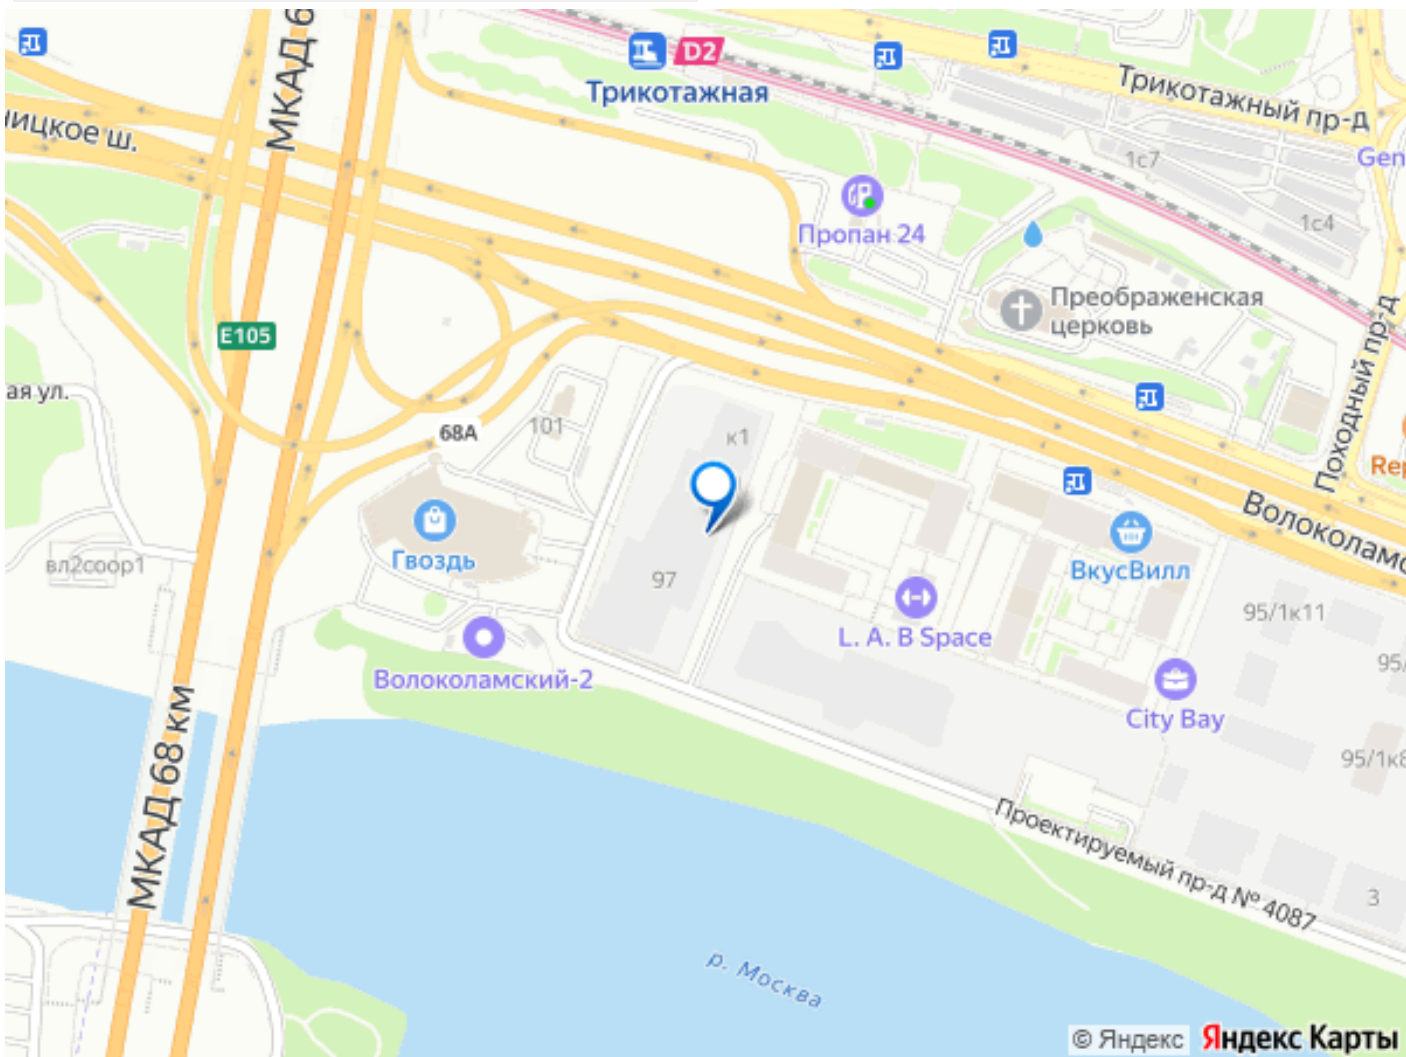 МКАД 6
D2
Трикотажная
Трикотажный пр-д
ицкое ш.
1с7
Gen
1с4
Пропан 24
Преображенская
церковь
E105
Походный пр-д
ая ул.
68А
101
к1
Rep
Волоколамс
Гвоздь
вл2соор1
97
ВкусВилл
95/1к11
L. A. B Space
95/
Волоколамский-2
City Bay
МКАД 68 км
95/1к8
Проектируемый пр-д № 4087
3
р. Москва
© Яндекс
Яндекс Карты